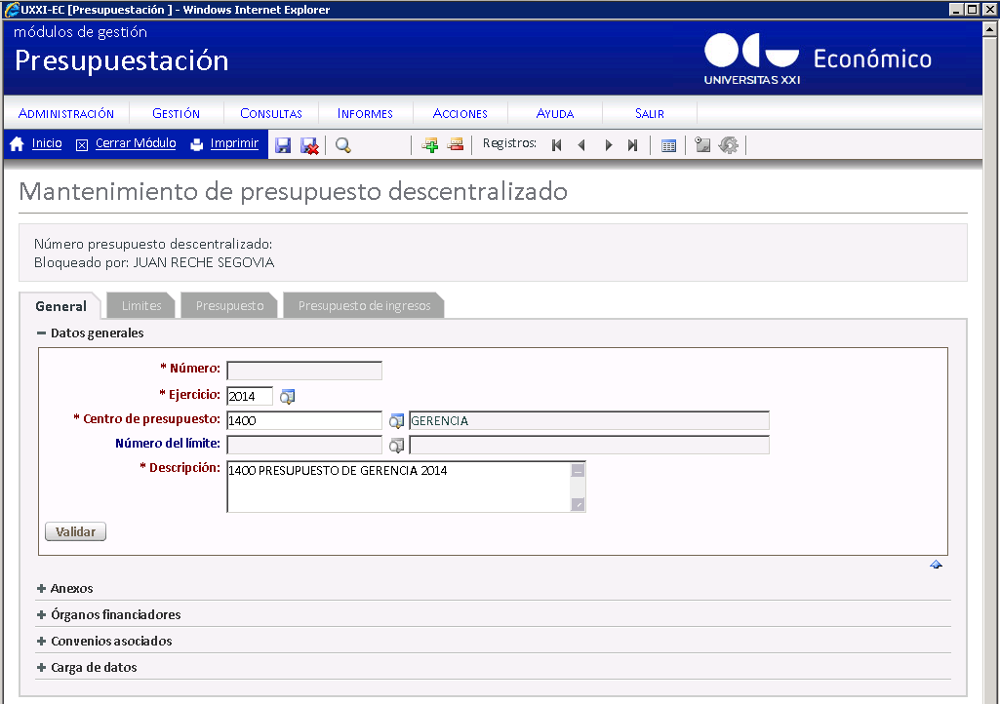 UXXI-EC [Presupuestación ] - Windows Internet Explorer
módulos de gestión
Presupuestación
UNIVERSITAS XXI
Económico
ADMINISTRACIÓN GESTIÓN CONSULTAS INFORMES ACCIONES AYUDA SALIR
Inicio Cerrar Módulo Imprimir Registros:
Mantenimiento de presupuesto descentralizado
Número presupuesto descentralizado:
Bloqueado por: JUAN RECHE SEGOVIA
General Limites Presupuesto Presupuesto de ingresos
Datos generales
* Número:
* Ejercicio: 2014
* Centro de presupuesto: 1400 GERENCIA
Número del límite:
* Descripción: 1400 PRESUPUESTO DE GERENCIA 2014
Validar
Anexos
Órganos financiadores
Convenios asociados
Carga de datos